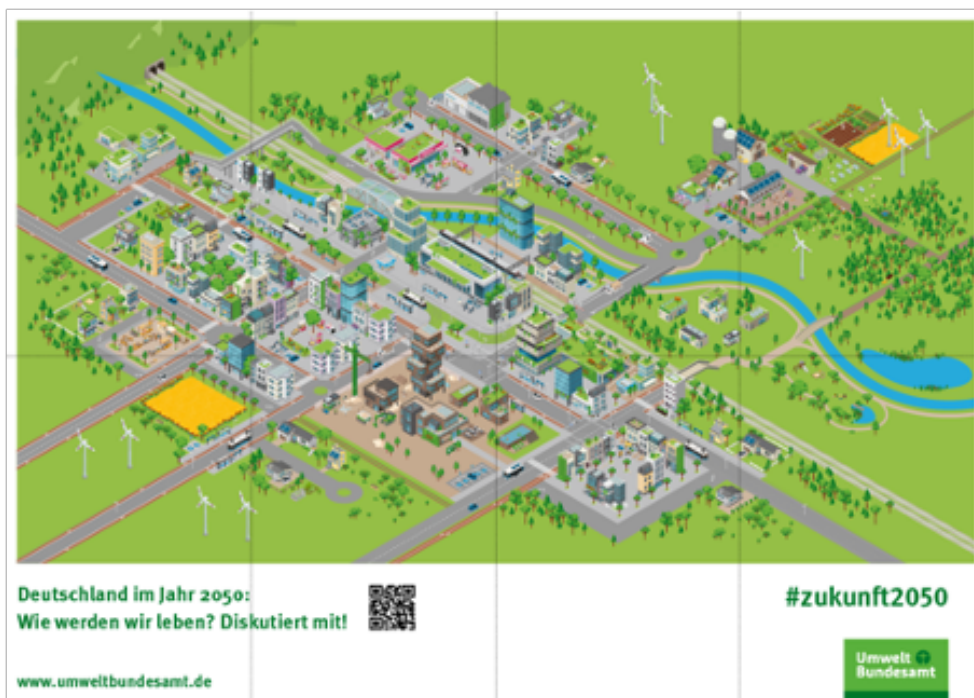 Deutschland im Jahr 2050:
Wie werden wir leben? Diskutiert mit!
#zukunft2050
www.umweltbundesamt.de
Umwelt
Bundesamt